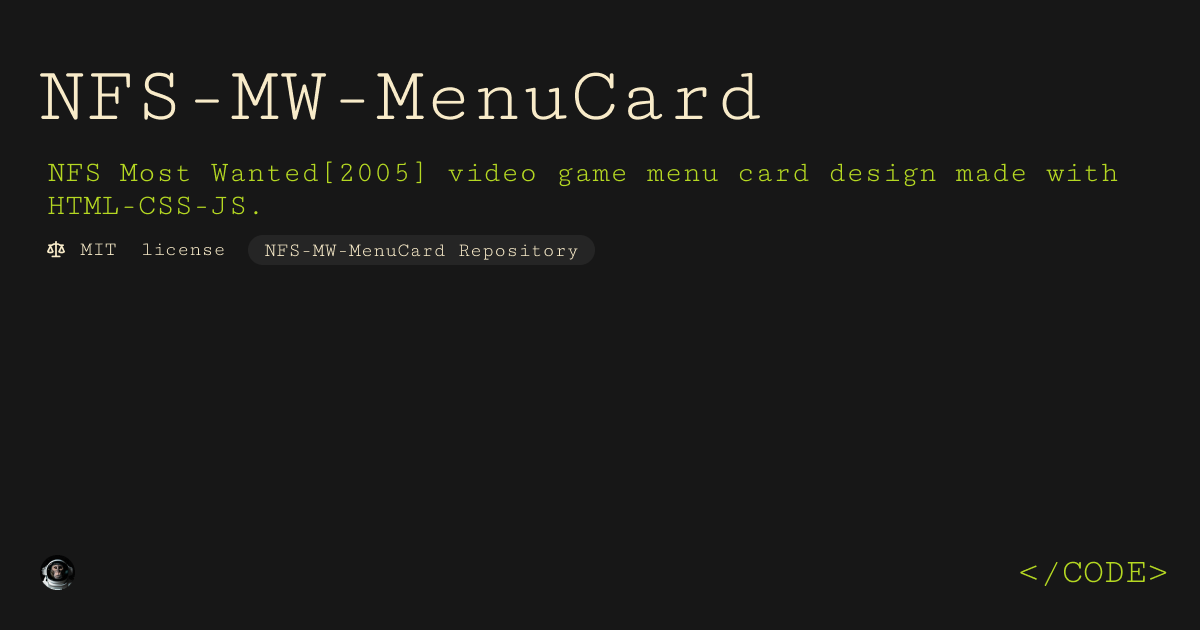 NFS-MW-MenuCard
NFS Most Wanted[2005] video game menu card design made with
HTML-CSS-JS.
MIT license NFS-MW-MenuCard Repository
</CODE>